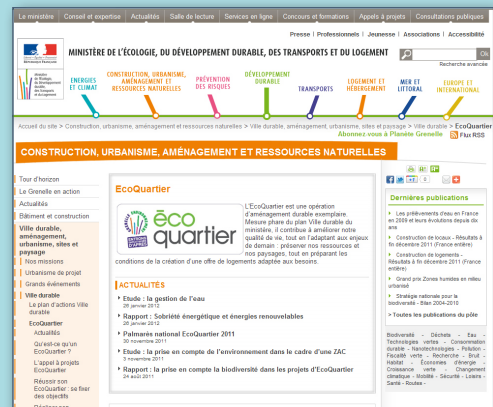 Le ministère Conseil et expertise Actualités Salle de lecture Services en ligne Concours et formations Appels à projets Consultations publiques
Presse | Professionnels | Jeunesse | Associations | Accessibilité
MINISTÈRE DE L'ÉCOLOGIE, DU DÉVELOPPEMENT DURABLE, DES TRANSPORTS ET DU LOGEMENT
Ok
Recherche avancée
ENERGIES ET CLIMAT
CONSTRUCTION, URBANISME, AMÉNAGEMENT ET RESSOURCES NATURELLES
PRÉVENTION DES RISQUES
DÉVELOPPEMENT DURABLE
TRANSPORTS
LOGEMENT ET HÉBERGEMENT
MER ET LITTORAL
EUROPE ET INTERNATIONAL
Accueil du site > Construction, urbanisme, aménagement et ressources naturelles > Ville durable, aménagement, urbanisme, sites et paysage > Ville durable > EcoQuartier
Abonnez-vous à Planète Grenelle Flux RSS
CONSTRUCTION, URBANISME, AMÉNAGEMENT ET RESSOURCES NATURELLES
Tour d'horizon
Le Grenelle en action
Actualités
Bâtiment et construction
Ville durable,
aménagement,
urbanisme, sites et
paysage
Nos missions
Urbanisme de projet
Grands événements
Ville durable
Le plan d'actions Ville
durable
EcoQuartier
Actualités
Qu'est-ce qu'un
EcoQuartier ?
L'appel à projets
EcoQuartier
Réussir son
EcoQuartier : se fixer
des objectifs
EcoQuartier
éco
quartier
L'EcoQuartier est une opération
d'aménagement durable exemplaire.
Mesure phare du plan Ville durable du
ministère, il contribue à améliorer notre
qualité de vie, tout en l'adaptant aux enjeux
de demain : préserver nos ressources et
nos paysages, tout en préparant les
conditions de la création d'une offre de logements adaptée aux besoins.
ACTUALITÉS
Etude : la gestion de l'eau
26 janvier 2012
Rapport : Sobriété énergétique et énergies renouvelables
26 janvier 2012
Palmarès national EcoQuartier 2011
30 novembre 2011
Etude : la prise en compte de l'environnement dans le cadre d'une ZAC
3 novembre 2011
Rapport : la prise en compte la biodiversité dans les projets d'EcoQuartier
24 août 2011
0
Dernières publications
Les prélèvements d'eau en France
en 2009 et leurs évolutions depuis dix
ans
Construction de locaux - Résultats à
fin décembre 2011 (France entière)
Construction de logements -
Résultats à fin décembre 2011 (France
entière)
Grand prix Zones humides en milieu
urbanisé
Stratégie nationale pour la
biodiversité - Bilan 2004-2010
> Toutes les publications du pôle
Biodiversité - Déchets - Eau -
Technologies vertes - Consommation
durable - Nanotechnologies - Pollution -
Fiscalité verte - Recherche - Bruit -
Habitat - Économies d'énergie -
Croissance verte - Changement
climatique - Mobilité - Sécurité - Loisirs -
Santé - Routes -